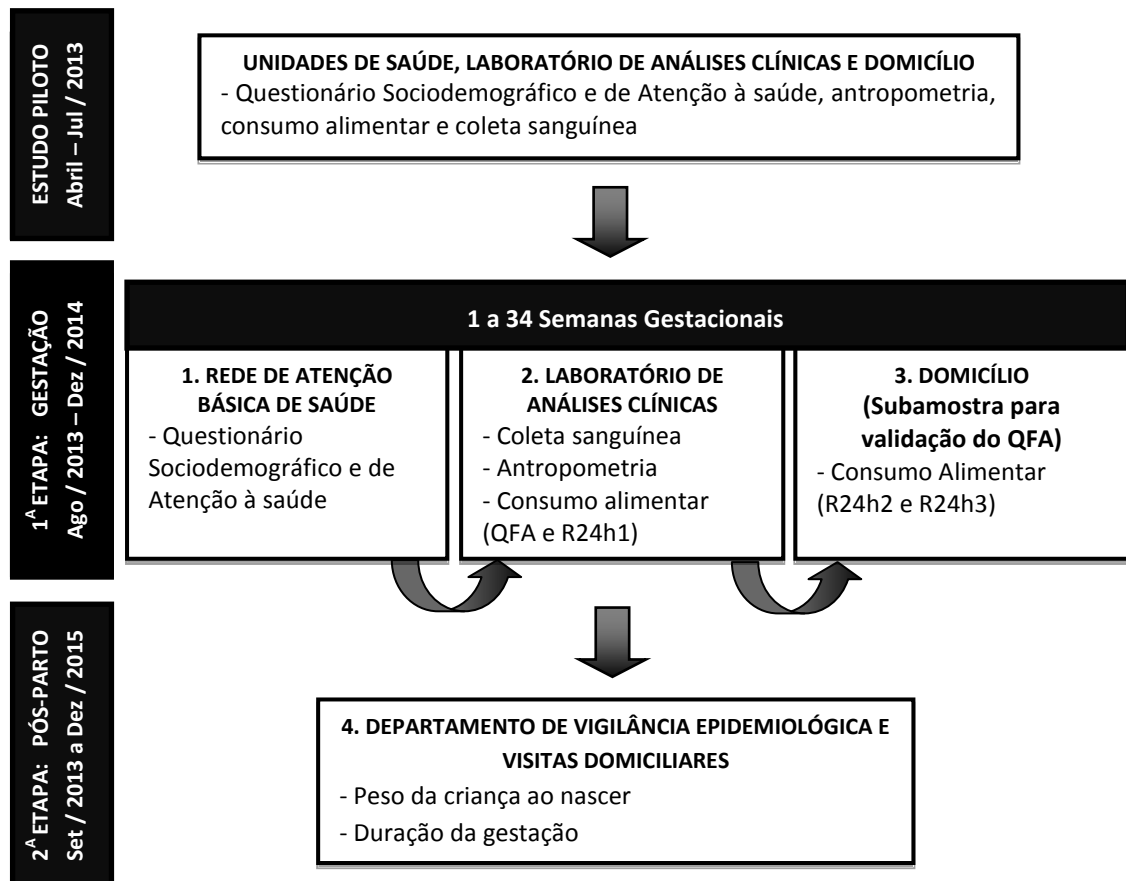 ESTUDO PILOTO
Abril – Jul / 2013
UNIDADES DE SAÚDE, LABORATÓRIO DE ANÁLISES CLÍNICAS E DOMICÍLIO
- Questionário Sociodemográfico e de Atenção à saúde, antropometria,
consumo alimentar e coleta sanguínea
1ᴬ ETAPA: GESTAÇÃO
Ago / 2013 – Dez / 2014
1 a 34 Semanas Gestacionais
1. REDE DE ATENÇÃO
BÁSICA DE SAÚDE
- Questionário
Sociodemográfico e de
Atenção à saúde
2. LABORATÓRIO DE
ANÁLISES CLÍNICAS
- Coleta sanguínea
- Antropometria
- Consumo alimentar
(QFA e R24h1)
3. DOMICÍLIO
(Subamostra para
validação do QFA)
- Consumo Alimentar
(R24h2 e R24h3)
2ᴬ ETAPA: PÓS-PARTO
Set / 2013 a Dez / 2015
4. DEPARTAMENTO DE VIGILÂNCIA EPIDEMIOLÓGICA E
VISITAS DOMICILIARES
- Peso da criança ao nascer
- Duração da gestação